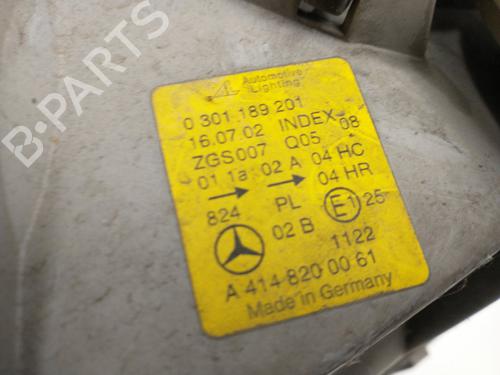 B-PARTS
AL Automotive Lighting
0 301 189 201
16.07.02 INDEX- 08
ZGS007 Q05
01 1a 02 A 04 HC
→ → 04 HR
824 PL E1 25
02 B
1122
A 414 820 00 61
Made in Germany